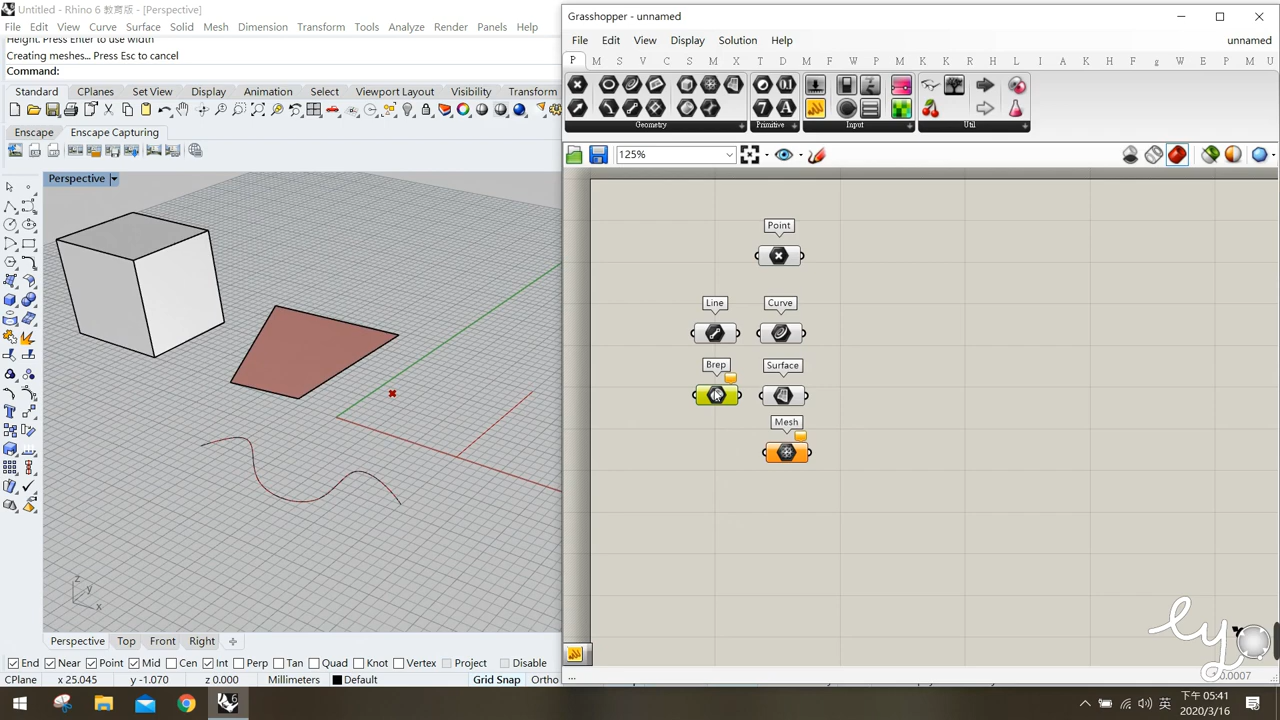 Untitled - Rhino 6 教育版 - [Perspective]
File Edit View Curve Surface Solid Mesh Dimension Transform Tools Analyze Render Panels Help
Height. Press Enter to use width
Creating meshes... Press Esc to cancel
Command:
Standard CPlanes Set View Display Select Viewport Layout Visibility Transform
Enscape Enscape Capturing
Perspective
z
y
x
Perspective Top Front Right
End Near Point Mid Cen Int Perp Tan Quad Knot Vertex Project Disable
CPlane x 25.045 y -1.070 z 0.000 Millimeters Default Grid Snap Ortho
Grasshopper - unnamed
File Edit View Display Solution Help unnamed
P M S V C S M I T D M K K F g W B M U
Geometry Primitive Input Util
125%
Point
Line Curve
Brep Surface
Mesh
...
ly
.0007
英
下午 05:41
2020/3/16